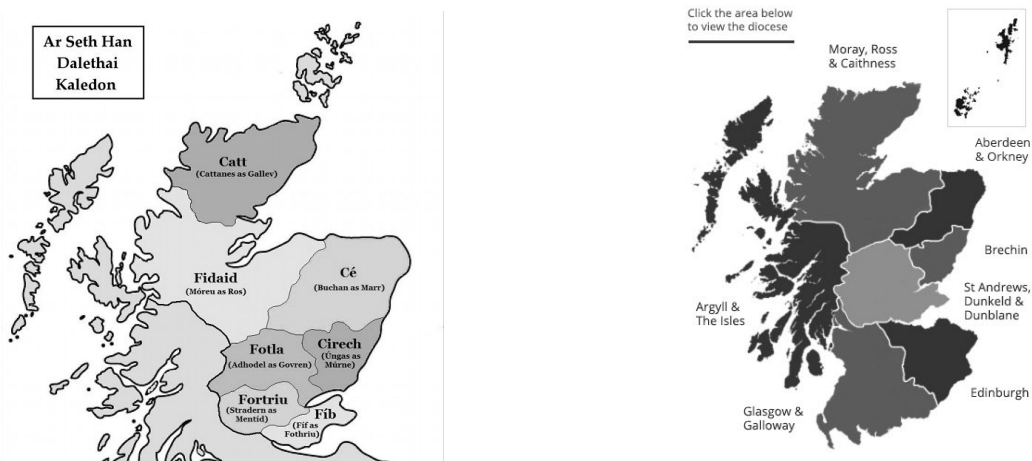 Ar Seth Han
Dalethai
Kaledon
Catt
(Cattanes as Gallev)
Fidaid
(Móreu as Ros)
Cé
(Buchan as Marr)
Fotla
(Adhodel as Govren)
Cirech
(Úngas as
Múrne)
Fortriu
(Stradern as
Mentíd)
Fíb
(Fíf as
Fothriu)
Click the area below
to view the diocese
Moray, Ross
& Caithness
Aberdeen
& Orkney
Brechin
St Andrews,
Dunkeld &
Dunblane
Argyll &
The Isles
Edinburgh
Glasgow &
Galloway